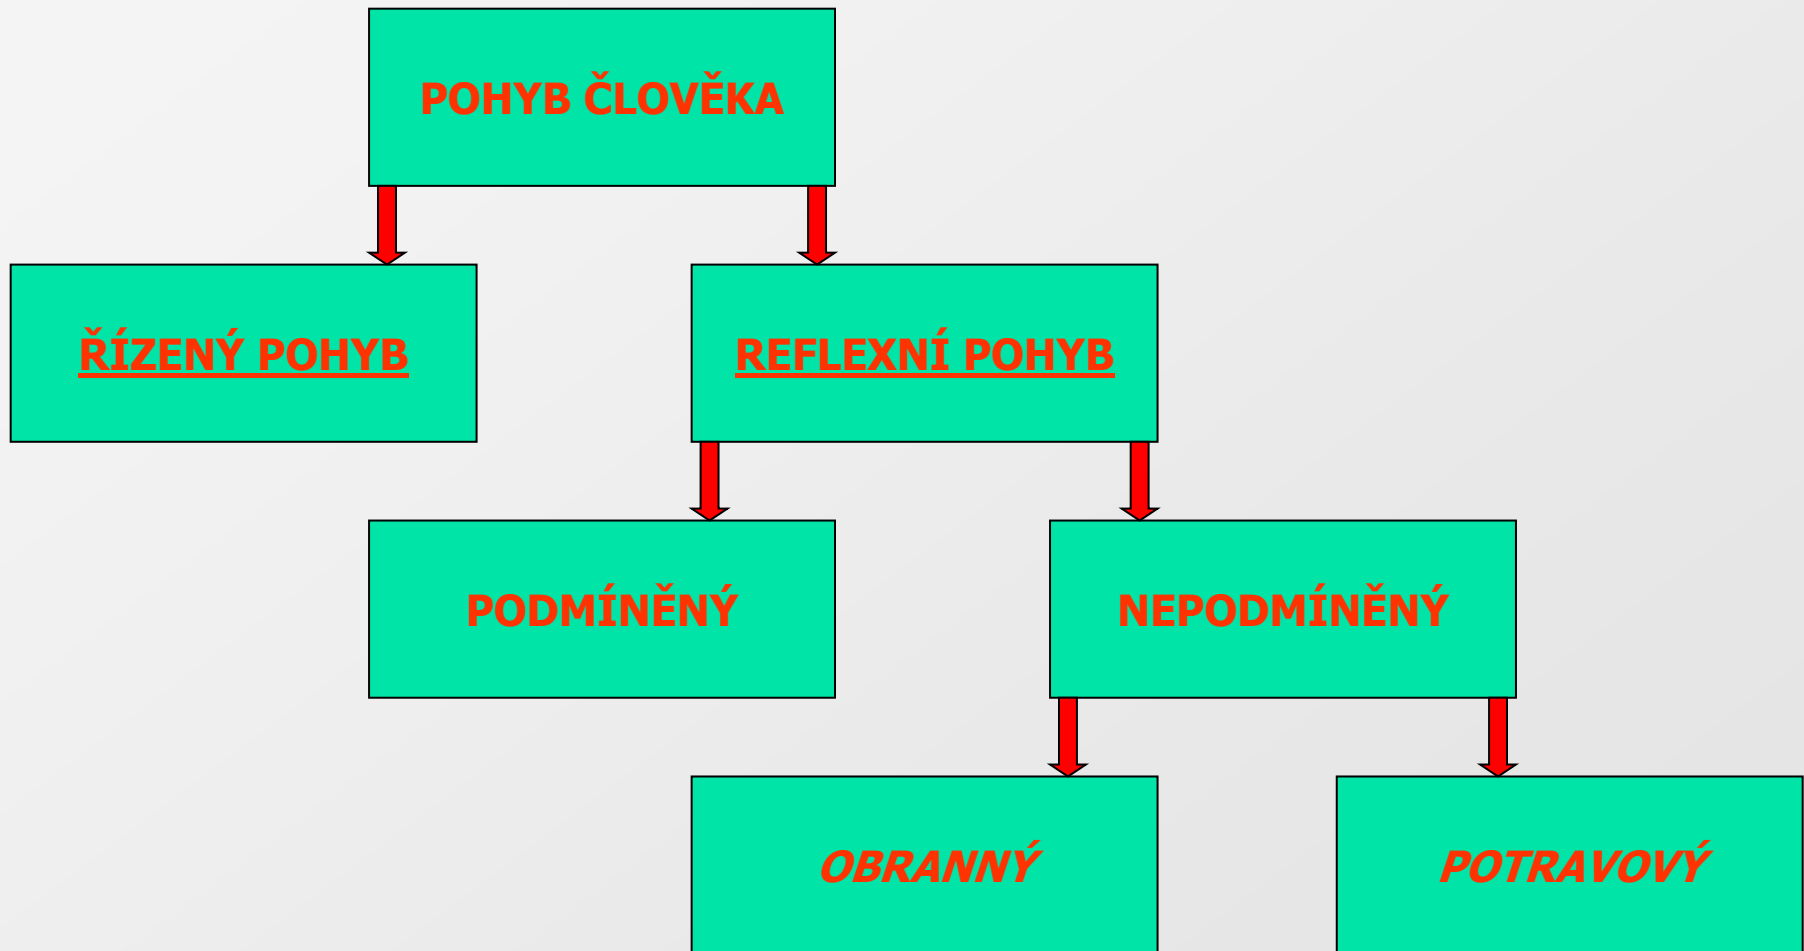 POHYB ČLOVĚKA
ŘÍZENÝ POHYB
REFLEXNÍ POHYB
PODMÍNĚNÝ
NEPODMÍNĚNÝ
OBRANNÝ
POTRAVOVÝ